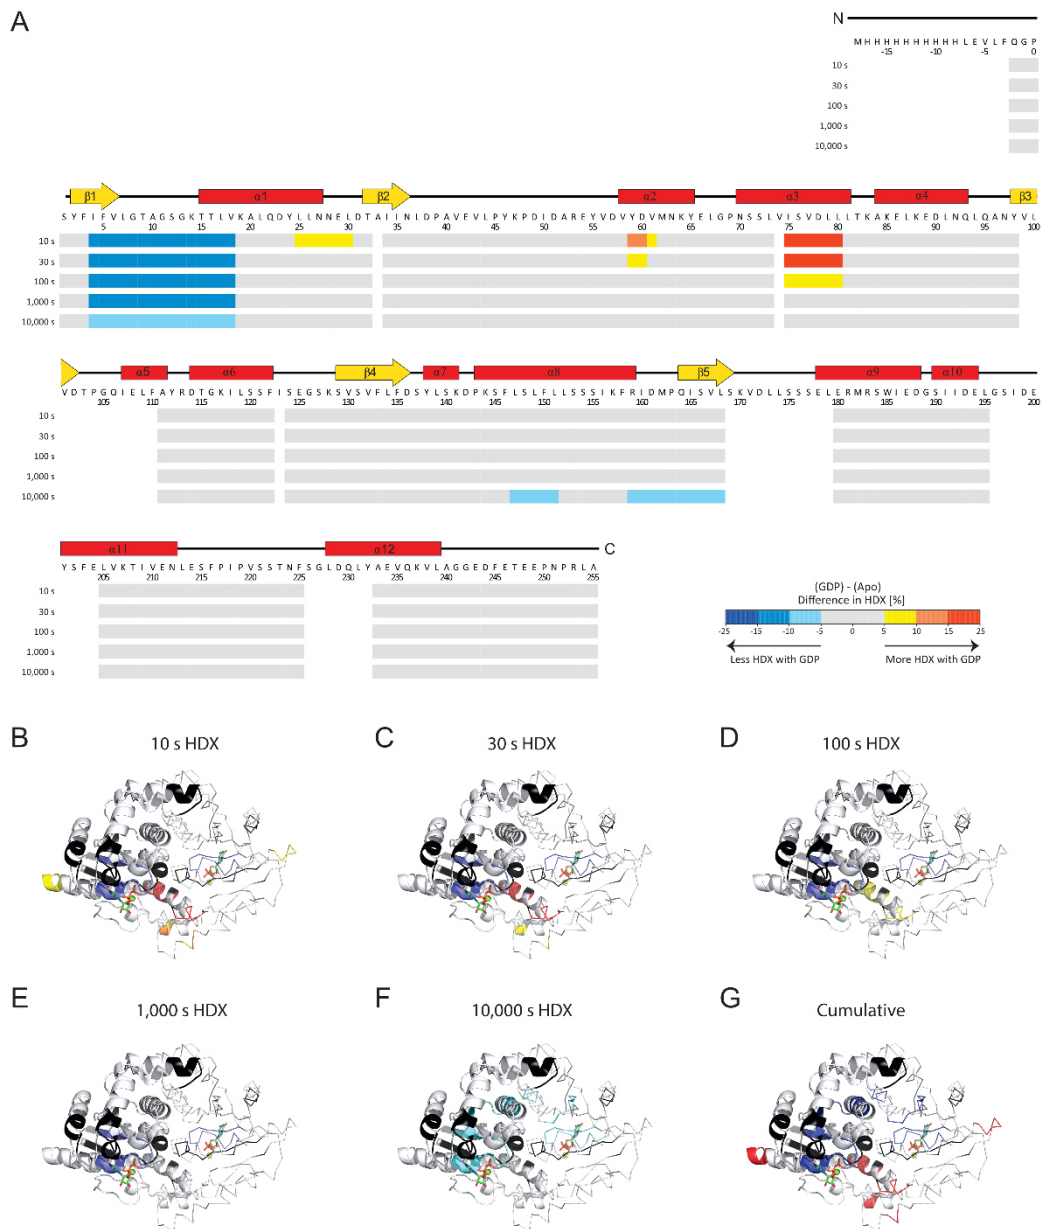 A
N
M H H H H H H H H H H L E V L F Q G P
-15 -10 -5 0
10 s
30 s
100 s
1,000 s
10,000 s
β1 α1 β2 α2 α3 α4 β3
S Y F I F V L G T A G S G K T T L V K A L Q D Y L L N N E L D T A I I N L D P A V E V L P Y K P D I D A R E Y V D V Y D V M N K Y E L G P N S S L V I S V D L L L T K A K E L K E D L N Q L Q A N Y V L
5 10 15 20 25 30 35 40 45 50 55 60 65 70 75 80 85 90 95 100
10 s
30 s
100 s
1,000 s
10,000 s
α5 α6 β4 α7 α8 β5 α9 α10
V D T P G Q I E L F A Y R D T G K I L S S F I S E G S K S V S V F L F D S Y L S K D P K
S S S I K F R I D M P Q I S V L S K V D L L S S S E L E R M R S W I E D G
I D E L G S I D E
105 110 115 120 125 130 135 140 145 150 155 160 165 170 175 180 185 190 195 200
10 s
30 s
100 s
1,000 s
10,000 s
α11 α12 C
Y S F E L V K T I V E N L E S F P I P V S S T N F S G L D Q L Y A E V Q K V L A G G E D F E T E E P N P R L A
205 210 215 220 225 230 235 240 245 250 255
10 s
30 s
100 s
1,000 s
10,000 s
(GDP) - (Apo)
Difference in HDX [%]
-25 -15 -10 -5 0 5 10 15 25
Less HDX with GDP More HDX with GDP
B 10 s HDX
C 30 s HDX
D 100 s HDX
E 1,000 s HDX
F 10,000 s HDX
G Cumulative